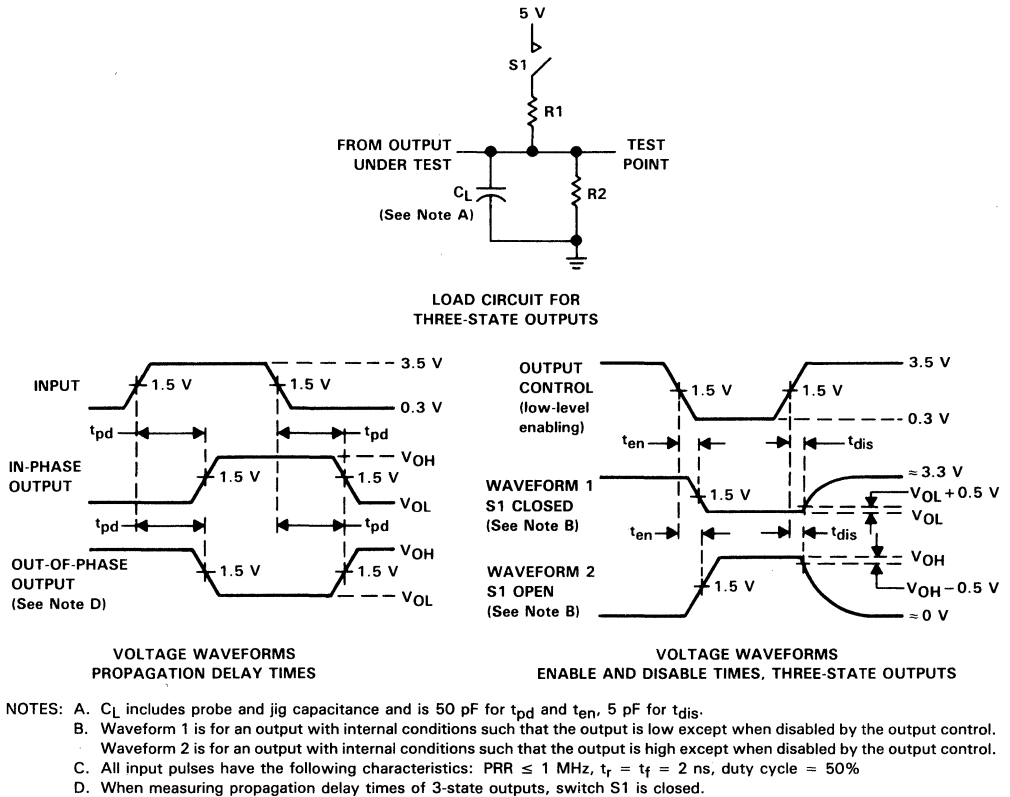 5 V
S1
R1
FROM OUTPUT
UNDER TEST
TEST
POINT
CL
(See Note A)
R2
LOAD CIRCUIT FOR
THREE-STATE OUTPUTS
INPUT
1.5 V
1.5 V
3.5 V
0.3 V
tpd
tpd
IN-PHASE
OUTPUT
1.5 V
1.5 V
VOH
VOL
tpd
tpd
OUT-OF-PHASE
OUTPUT
(See Note D)
1.5 V
1.5 V
VOH
VOL
VOLTAGE WAVEFORMS
PROPAGATION DELAY TIMES
OUTPUT
CONTROL
(low-level
enabling)
1.5 V
1.5 V
3.5 V
0.3 V
ten
tdis
WAVEFORM 1
S1 CLOSED
(See Note B)
1.5 V
≈ 3.3 V
VOL + 0.5 V
VOL
ten
tdis
WAVEFORM 2
S1 OPEN
(See Note B)
1.5 V
VOH
VOH − 0.5 V
≈ 0 V
VOLTAGE WAVEFORMS
ENABLE AND DISABLE TIMES, THREE-STATE OUTPUTS
NOTES: A. CL includes probe and jig capacitance and is 50 pF for tpd and ten, 5 pF for tdis.
B. Waveform 1 is for an output with internal conditions such that the output is low except when disabled by the output control.
Waveform 2 is for an output with internal conditions such that the output is high except when disabled by the output control.
C. All input pulses have the following characteristics: PRR ≤ 1 MHz, tr = tf = 2 ns, duty cycle = 50%
D. When measuring propagation delay times of 3-state outputs, switch S1 is closed.